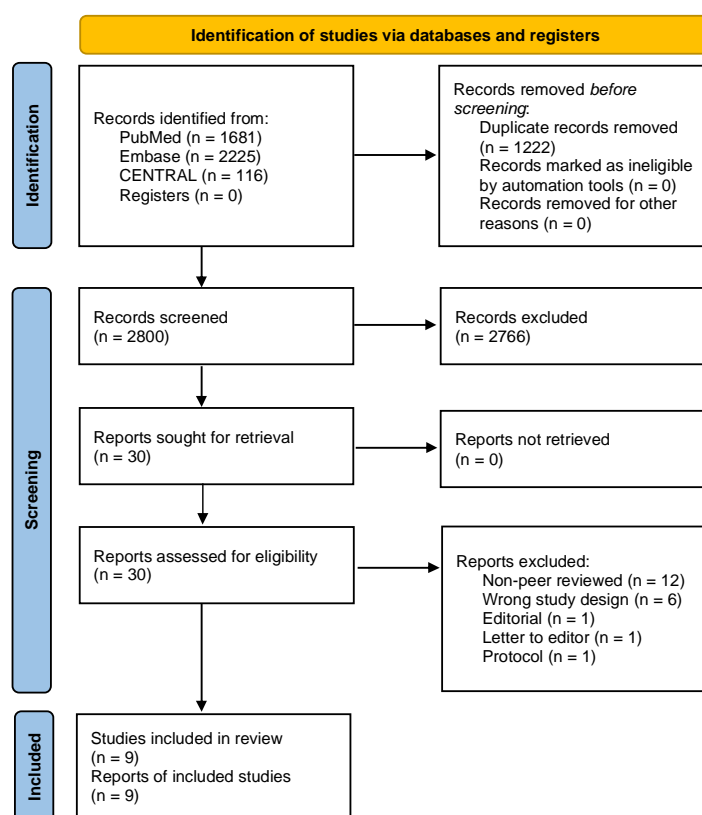 Identification of studies via databases and registers
Identification
Records identified from:
PubMed (n = 1681)
Embase (n = 2225)
CENTRAL (n = 116)
Registers (n = 0)
Records removed before
screening:
Duplicate records removed
(n = 1222)
Records marked as ineligible
by automation tools (n = 0)
Records removed for other
reasons (n = 0)
Screening
Records screened
(n = 2800)
Records excluded
(n = 2766)
Reports sought for retrieval
(n = 30)
Reports not retrieved
(n = 0)
Reports assessed for eligibility
(n = 30)
Reports excluded:
Non-peer reviewed (n = 12)
Wrong study design (n = 6)
Editorial (n = 1)
Letter to editor (n = 1)
Protocol (n = 1)
Included
Studies included in review
(n = 9)
Reports of included studies
(n = 9)